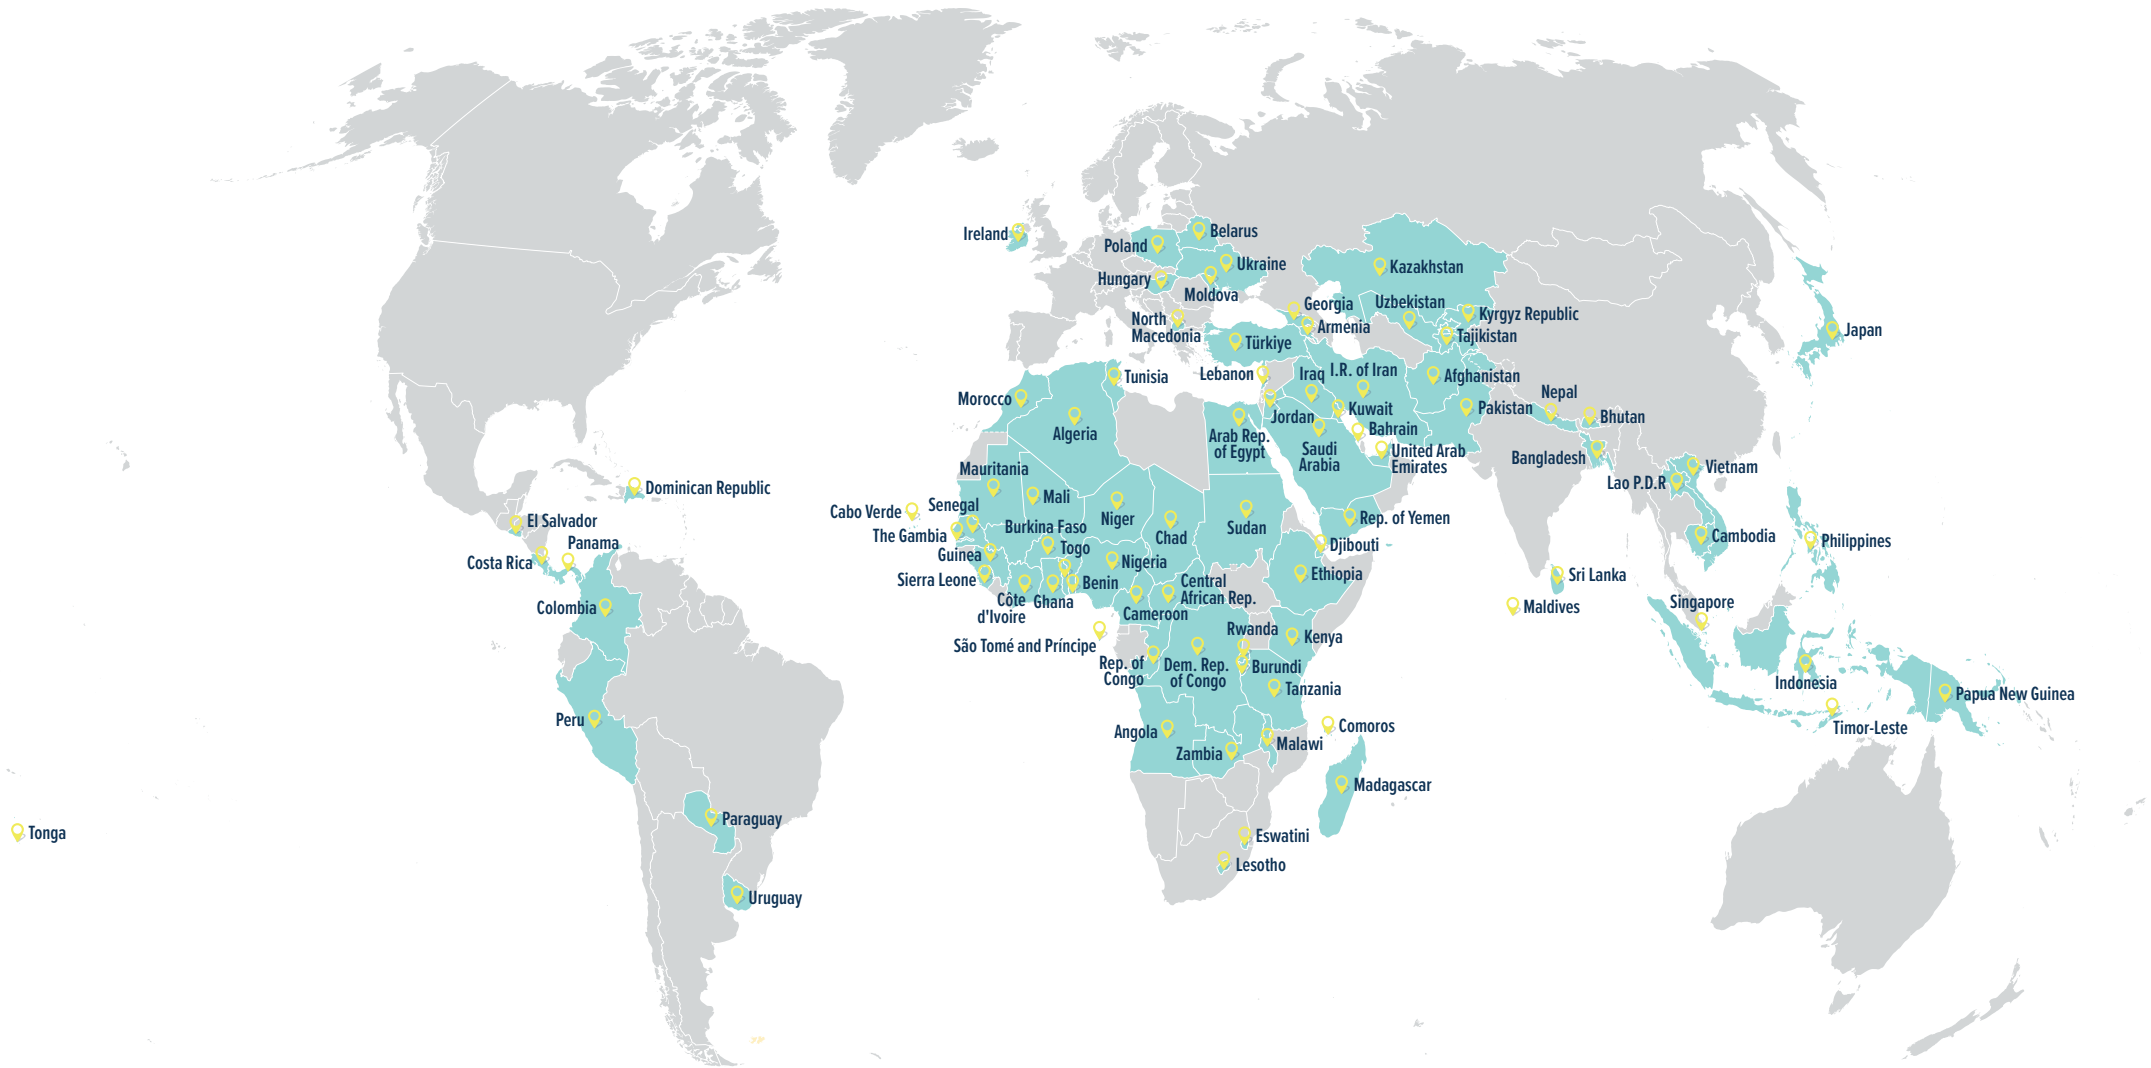 Ireland
Poland
Belarus
Ukraine
Hungary
Moldova
Kazakhstan
Georgia
Uzbekistan
Kyrgyz Republic
North
Macedonia
Armenia
Tajikistan
Japan
Türkiye
Tunisia
Lebanon
Iraq
I.R. of Iran
Afghanistan
Morocco
Algeria
Jordan
Kuwait
Pakistan
Nepal
Bhutan
Arab Rep.
of Egypt
Bahrain
Saudi
Arabia
United Arab
Emirates
Bangladesh
Mauritania
Vietnam
Lao P.D.R
Dominican Republic
Mali
Cabo Verde
Senegal
Niger
El Salvador
The Gambia
Burkina Faso
Chad
Sudan
Rep. of Yemen
Cambodia
Philippines
Panama
Guinea
Togo
Djibouti
Costa Rica
Nigeria
Sierra Leone
Benin
Central
African Rep.
Ethiopia
Sri Lanka
Colombia
Côte
d'Ivoire
Ghana
Cameroon
Maldives
Singapore
Rwanda
Kenya
São Tomé and Príncipe
Rep. of
Congo
Dem. Rep.
of Congo
Burundi
Indonesia
Tanzania
Papua New Guinea
Peru
Angola
Comoros
Timor-Leste
Zambia
Malawi
Madagascar
Paraguay
Tonga
Eswatini
Lesotho
Uruguay